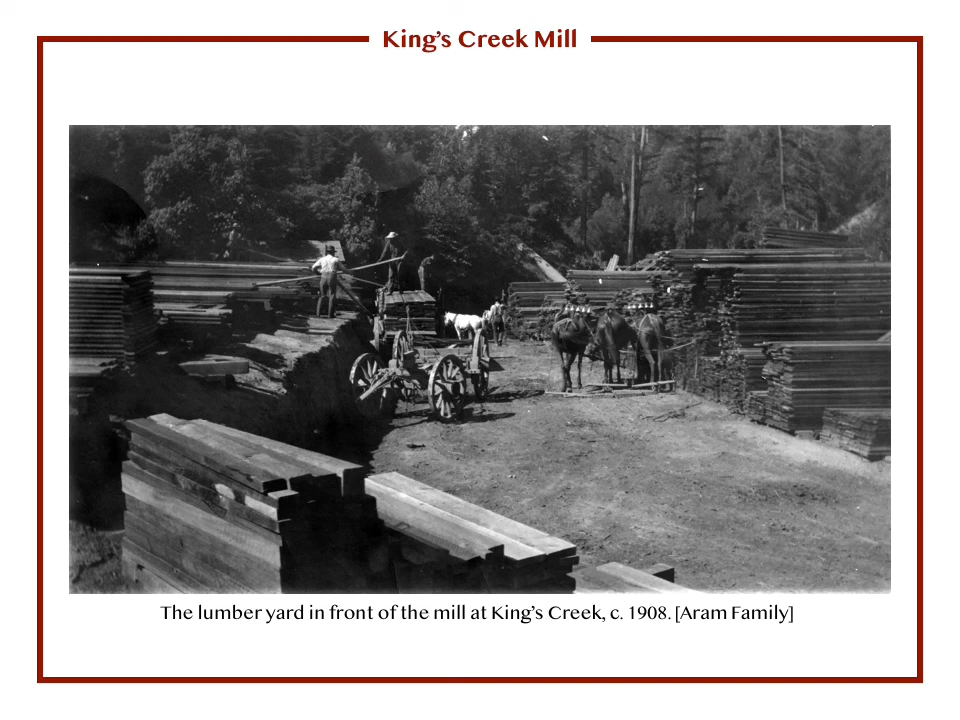 King’s Creek Mill
The lumber yard in front of the mill at King’s Creek, c. 1908. [Aram Family]